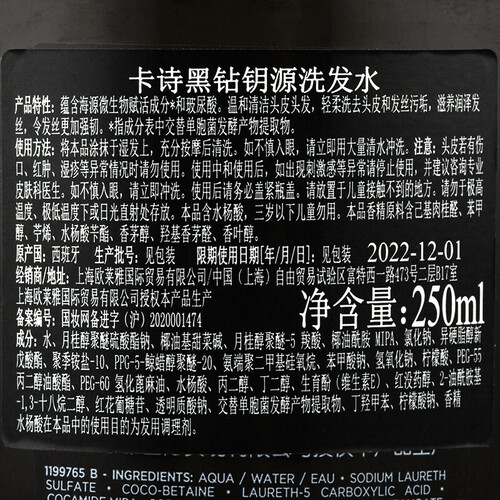 卡诗黑钻钥源洗发水
产品特性：蕴含海源微生物赋活成分*和玻尿酸。温和清洁头皮头发，轻柔洗去头皮和发丝污垢，滋养润泽发
丝，令发丝更加强韧。*指成分表中交替单胞菌发酵产物提取物。
使用方法：将本品涂抹于湿发上，充分按摩后清洗。如不慎入眼，请立即用大量清水冲洗。注意：头皮若有伤
口、红肿、湿疹等异常情况时请勿使用。使用中和使用后，如出现刺激感等异常请停止使用，并建议咨询专业
皮肤科医生。如不慎入眼，请立即冲洗。使用后请务必盖紧瓶盖。请放置于儿童接触不到的地方。请勿于极高
温度、极低温度下或日光直射处存放。本品含水杨酸，三岁以下儿童勿用。本品香精原料含己基肉桂醛、苯甲
醇、苧烯、水杨酸苄酯、香茅醇、羟基香茅醛、香叶醇。
原产国：西班牙 生产批号：见包装 限期使用日期[年/月/日]：见包装 2022-12-01
经销商/地址：上海欧莱雅国际贸易有限公司/中国（上海）自由贸易试验区富特西一路473号二层B17室
上海欧莱雅国际贸易有限公司授权本产品生产
备案编号：国妆网备进字（沪）2020001474
净含量:250ml
成分：水、月桂醇聚醚硫酸酯钠、椰油基甜菜碱、月桂醇聚醚-5 羧酸、椰油酰胺 MIPA、氯化钠、异硬脂醇新
戊酸酯、聚季铵盐-10、PPG-5-鲸蜡醇聚醚-20、氨端聚二甲基硅氧烷、苯甲酸钠、氢氧化钠、柠檬酸、PEG-55
丙二醇油酸酯、PEG-60 氢化蓖麻油、水杨酸、丙二醇、丁二醇、生育酚（维生素E）、红没药醇、2-油酰胺基
-1,3-十八烷二醇、红花葡糖苷、透明质酸钠、交替单胞菌发酵产物提取物、丁羟甲苯、柠檬酸钠、香精
水杨酸在本品中的使用目的为发用调理剂。
1199765 B - INGREDIENTS: AQUA / WATER / EAU • SODIUM LAURETH
SULFATE • COCO-BETAINE • LAURETH-5 CARBOXYLIC ACID •